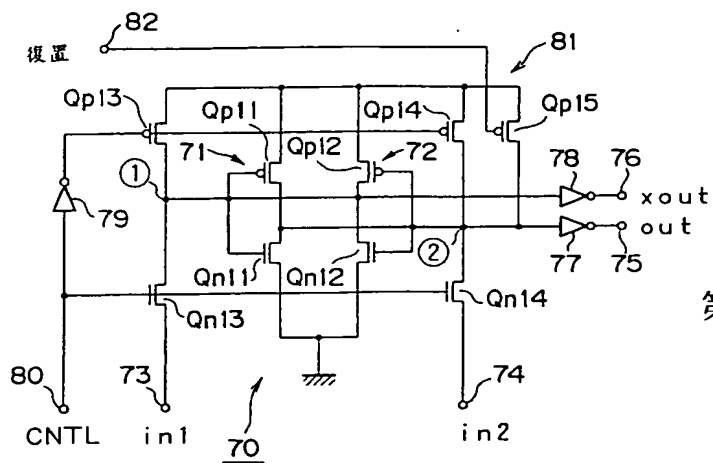 82
復置
81
Qp13
Qp11
Qp14
Qp15
71
Qp12
72
①
78
76
xout
79
out
②
77
75
Qn11
Qn12
Qn13
Qn14
第
80
73
74
CNTL
in1
70
in2